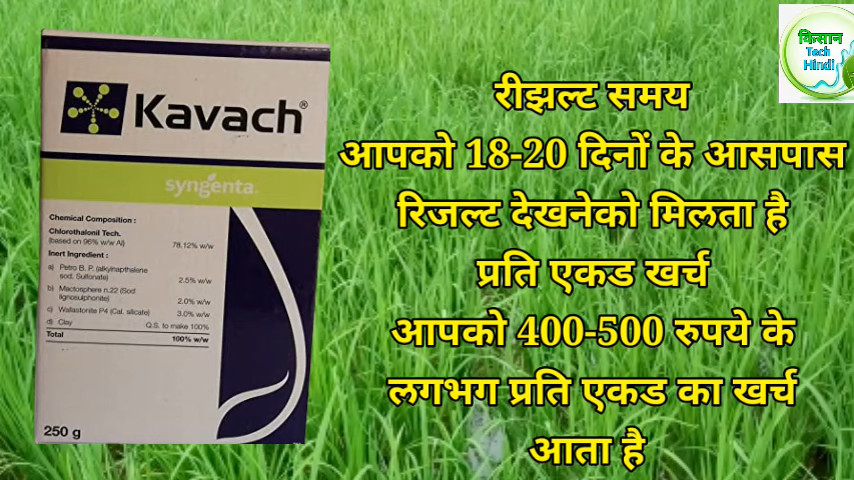 किसान
Tech
Hindi
Kavach®
syngenta
Chemical Composition :
Chlorothalonil Tech.
(based on 96% w/w AI) 78.12% w/w
Inert Ingredient :
a) Petro B. P. (alkylnapthalene
sod. Sulfonate) 2.5% w/w
b) Mactosphere n.22 (Sod
lignosulphonite) 2.0% w/w
c) Wallastonite P4 (Cal. silicate) 3.0% w/w
d) Clay Q.S. to make 100%
Total 100% w/w
250 g
रीझल्ट समय
आपको 18-20 दिनों के आसपास
रिजल्ट देखनेको मिलता है
प्रति एकड खर्च
आपको 400-500 रुपये के
लगभग प्रति एकड का खर्च
आता है